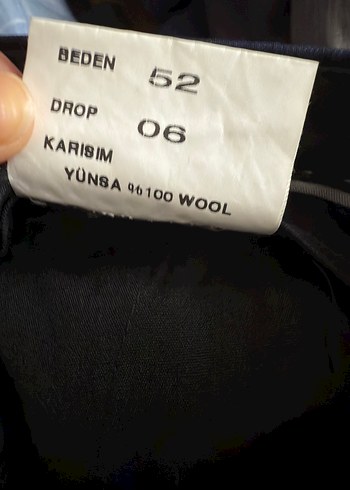 BEDEN 52
DROP 06
KARISIM
YÜNSA %100 WOOL